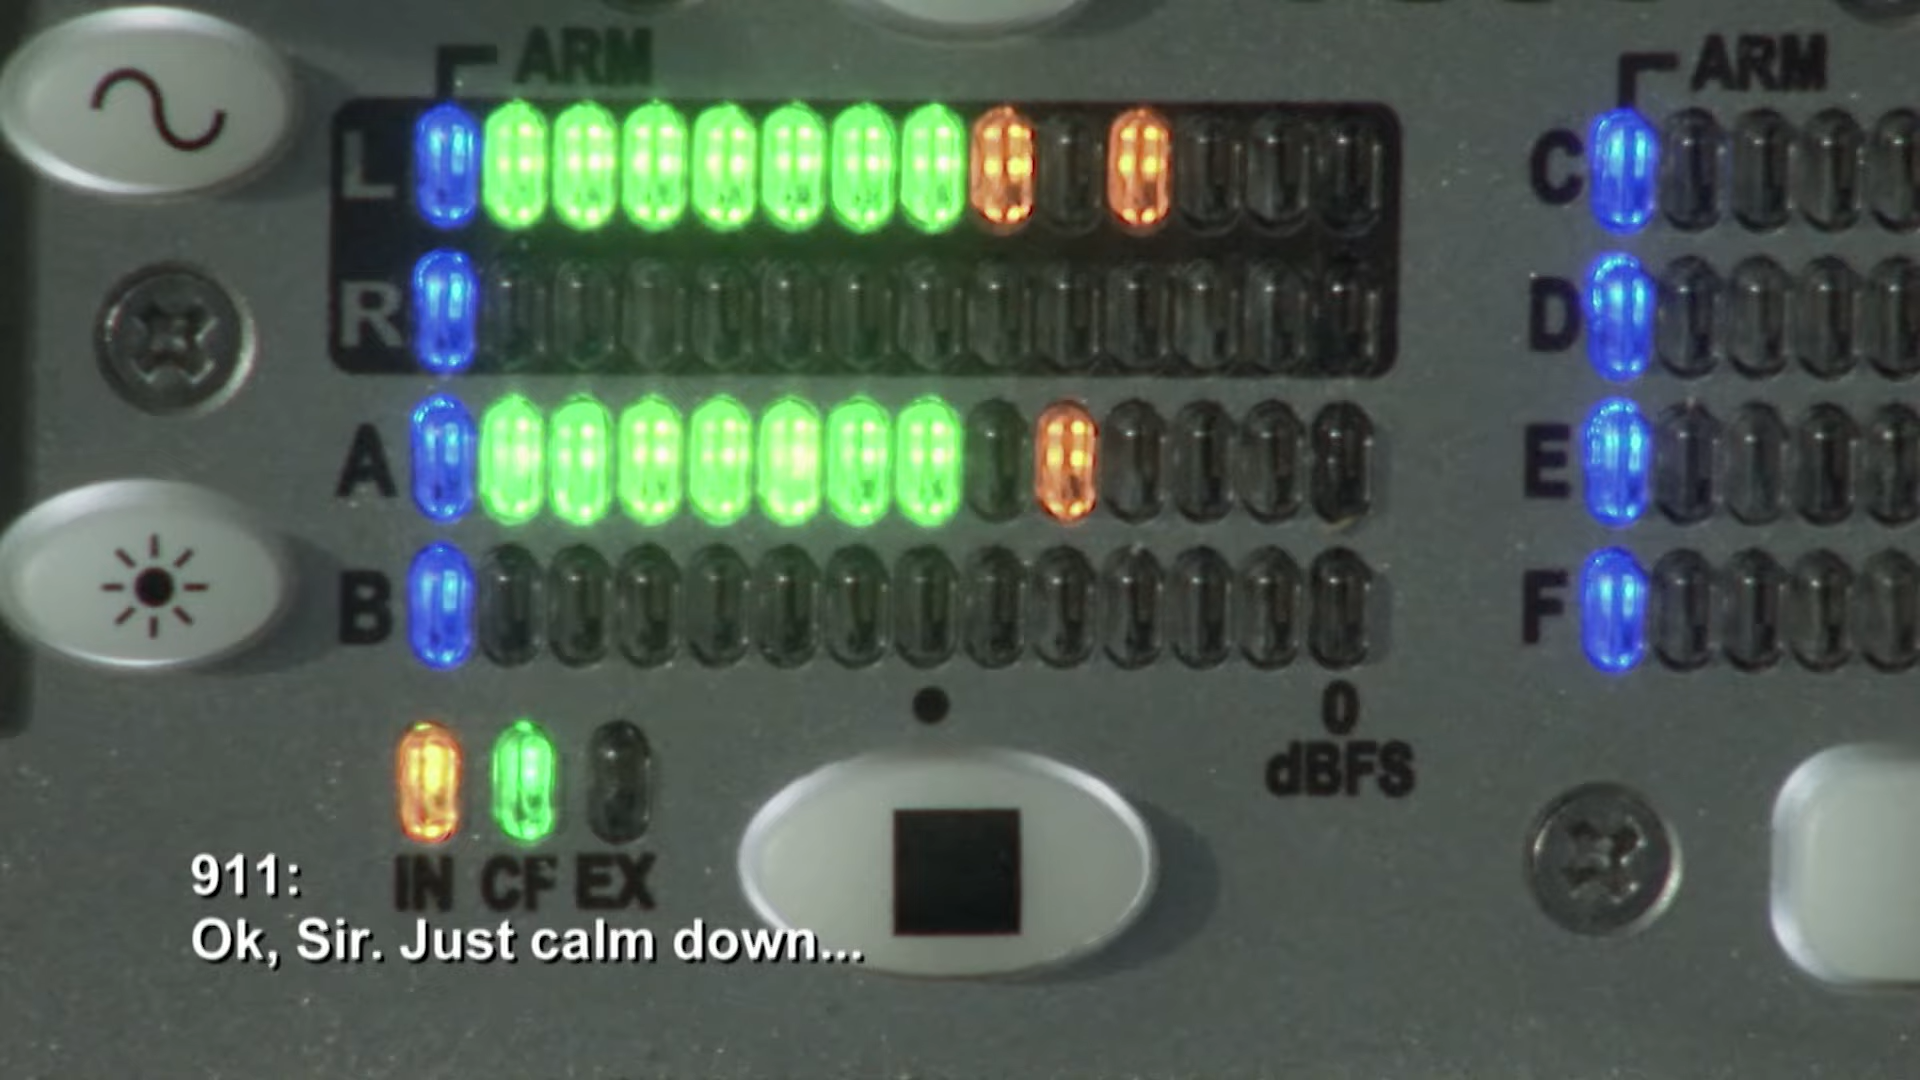 ARM
ARM
L
R
A
B
C
D
E
F
0
dBFS
IN CF EX
911:
Ok, Sir. Just calm down...